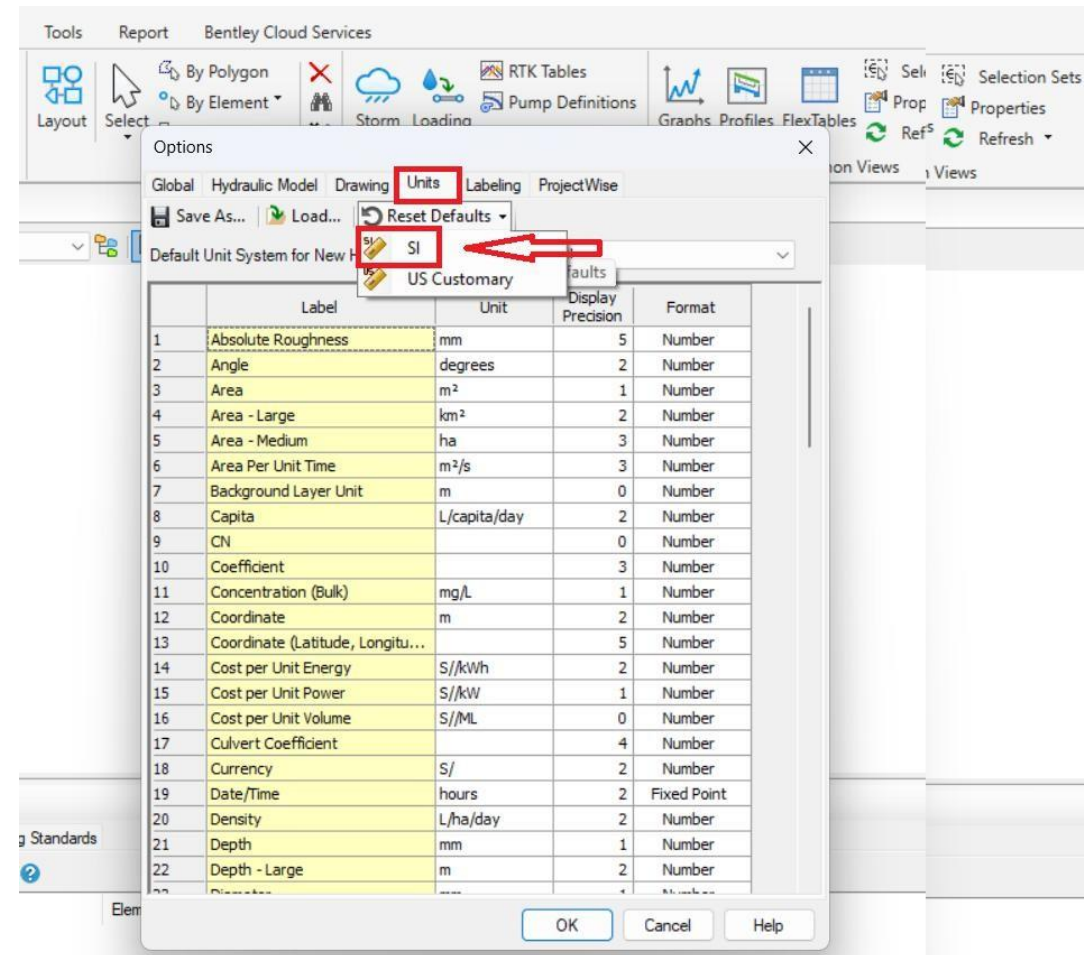 Tools Report Bentley Cloud Services
By Polygon RTK Tables Sele Selection Sets
By Element Pump Definitions Prop Properties
Layout Select Storm Loading Graphs Profiles FlexTables Refs Refresh
Views Views
Options
Global Hydraulic Model Drawing Units Labeling ProjectWise
Save As... Load... Reset Defaults
Default Unit System for New H
SI SI
US US Customary
faults
Label Unit Display Precision Format
1 Absolute Roughness mm 5 Number
2 Angle degrees 2 Number
3 Area m² 1 Number
4 Area - Large km² 2 Number
5 Area - Medium ha 3 Number
6 Area Per Unit Time m²/s 3 Number
7 Background Layer Unit m 0 Number
8 Capita L/capita/day 2 Number
9 CN 0 Number
10 Coefficient 3 Number
11 Concentration (Bulk) mg/L 1 Number
12 Coordinate m 2 Number
13 Coordinate (Latitude, Longitu... 5 Number
14 Cost per Unit Energy S//kWh 2 Number
15 Cost per Unit Power S//kW 1 Number
16 Cost per Unit Volume S//ML 0 Number
17 Culvert Coefficient 4 Number
18 Currency S/ 2 Number
19 Date/Time hours 2 Fixed Point
20 Density L/ha/day 2 Number
21 Depth mm 1 Number
22 Depth - Large m 2 Number
g Standards
Elem
OK Cancel Help